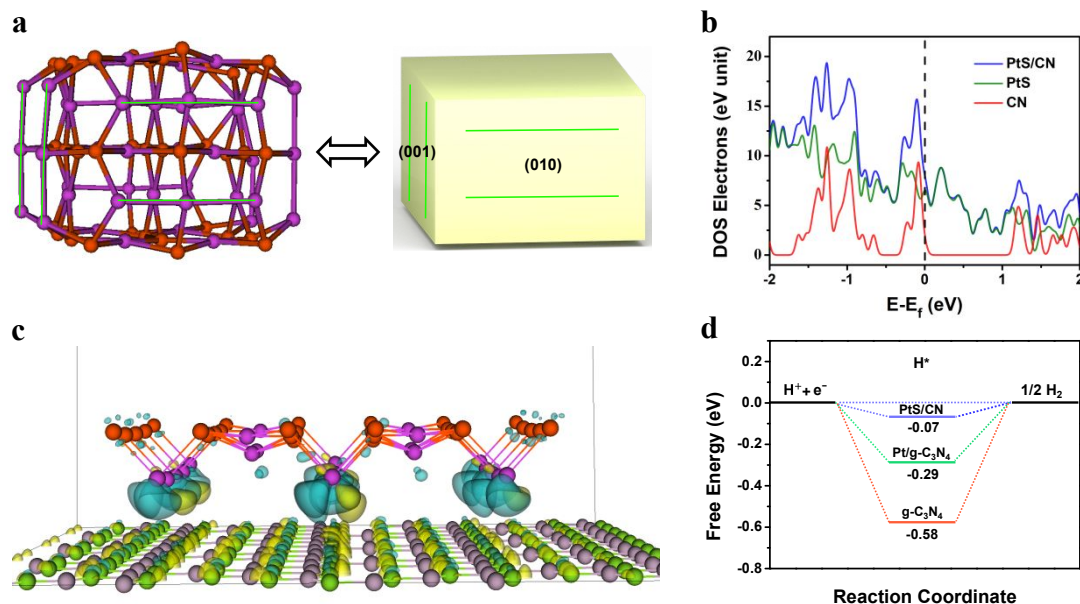 a
(001)
(010)
b
DOS Electrons (eV unit)
20
15
10
5
0
PtS/CN
PtS
CN
-2
-1
0
1
2
E-E_f (eV)
c
d
Free Energy (eV)
0.2
0.0
-0.2
-0.4
-0.6
-0.8
H*
H⁺ + e⁻
1/2 H₂
PtS/CN
-0.07
Pt/g-C₃N₄
-0.29
g-C₃N₄
-0.58
Reaction Coordinate